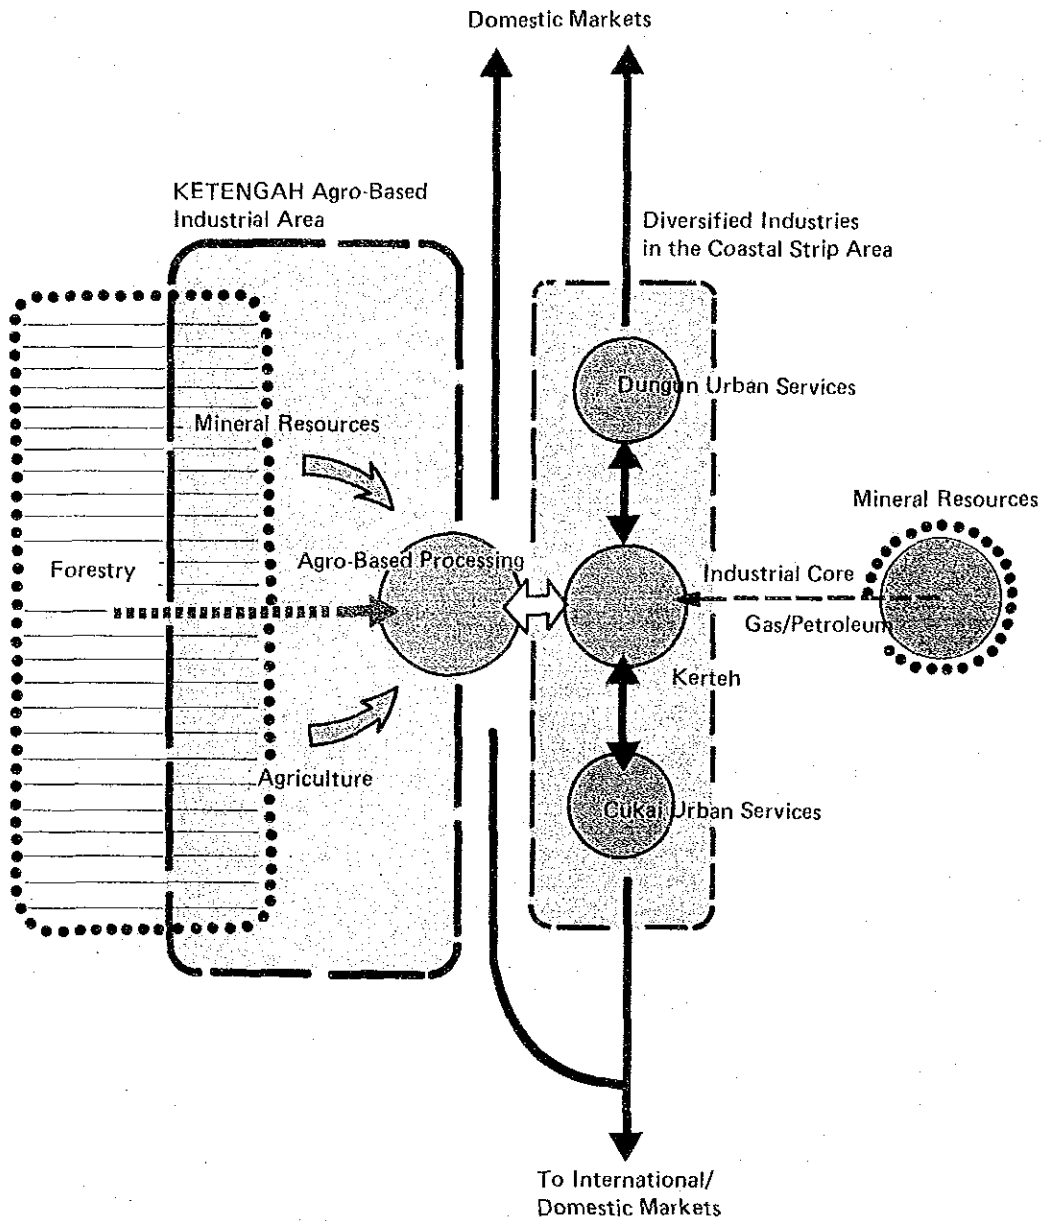 Domestic Markets
KETENGAH Agro-Based
Industrial Area
Diversified Industries
in the Coastal Strip Area
Dungun Urban Services
Mineral Resources
Mineral Resources
Agro-Based Processing
Forestry
Industrial Core
Gas/Petroleum
Kerteh
Agriculture
Cukai Urban Services
To International/
Domestic Markets